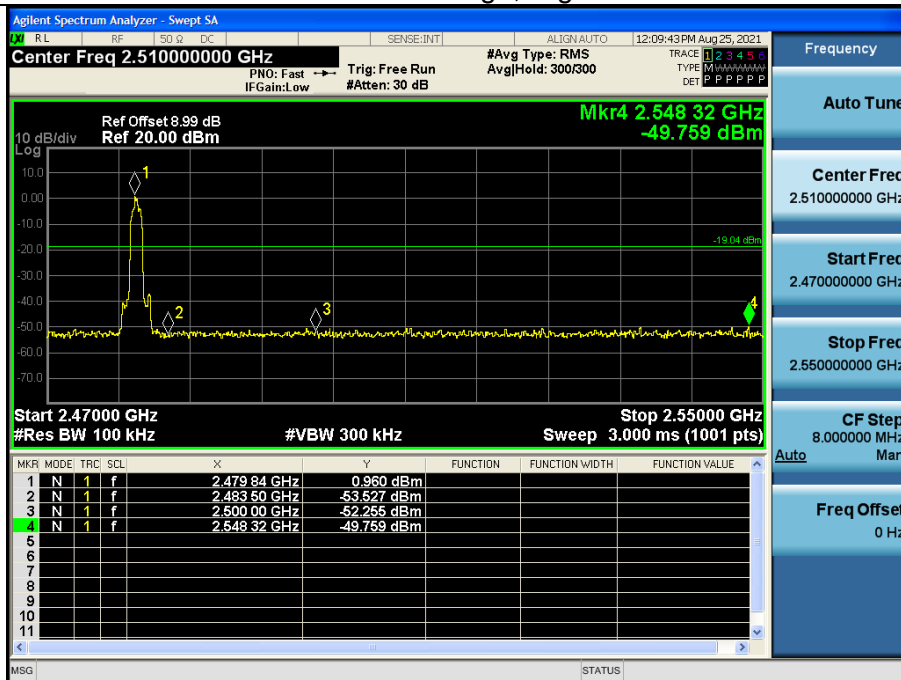 Agilent Spectrum Analyzer - Swept SA
LXI RL RF 50 Ω DC SENSE:INT ALIGN AUTO 12:09:43 PM Aug 25, 2021
Center Freq 2.510000000 GHz #Avg Type: RMS TRACE 1 2 3 4 5 6
PNO: Fast Trig: Free Run Avg|Hold: 300/300 TYPE M WWWWW
IFGain:Low #Atten: 30 dB DET P P P P P P
Mkr4 2.548 32 GHz
-49.759 dBm
Ref Offset 8.99 dB
10 dB/div Ref 20.00 dBm
Log
10.0
0.00
-10.0
-20.0
-30.0
-40.0
-50.0
-60.0
-70.0
1
2
3
4
-19.04 dBm
Start 2.47000 GHz Stop 2.55000 GHz
#Res BW 100 kHz #VBW 300 kHz Sweep 3.000 ms (1001 pts)
MKR MODE TRC SCL X Y FUNCTION FUNCTION WIDTH FUNCTION VALUE
1 N 1 f 2.479 84 GHz 0.960 dBm
2 N 1 f 2.483 50 GHz -53.527 dBm
3 N 1 f 2.500 00 GHz -52.255 dBm
4 N 1 f 2.548 32 GHz -49.759 dBm
5
6
7
8
9
10
11
MSG STATUS
Frequency
Auto Tune
Center Freq
2.510000000 GHz
Start Freq
2.470000000 GHz
Stop Freq
2.550000000 GHz
CF Step
8.000000 MHz
Auto Man
Freq Offset
0 Hz